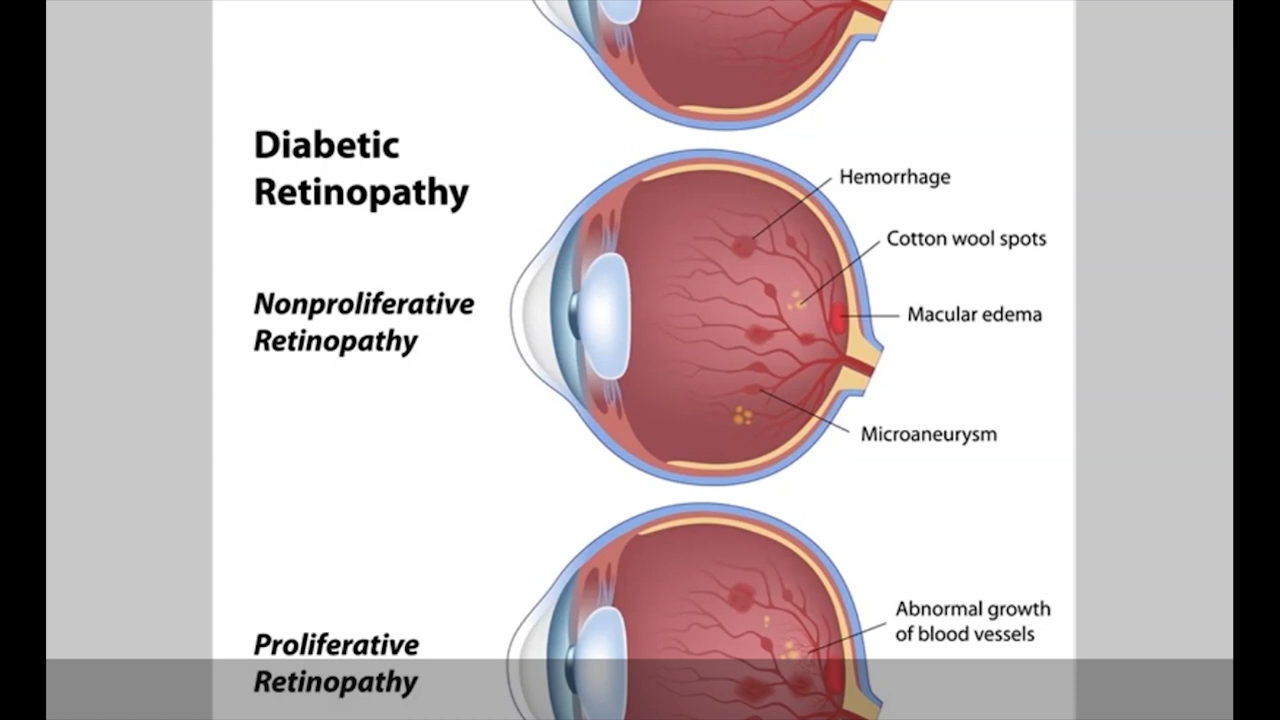 Diabetic
Retinopathy
Hemorrhage
Cotton wool spots
Nonproliferative
Retinopathy
Macular edema
Microaneurysm
Abnormal growth
of blood vessels
Proliferative
Retinopathy